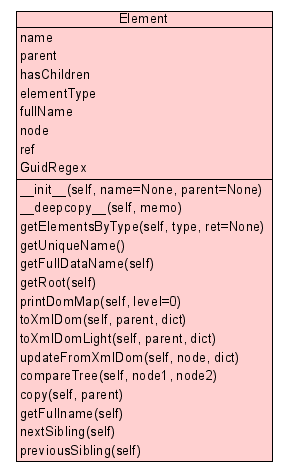 Element
name
parent
hasChildren
elementType
fullName
node
ref
GuidRegex
__init__(self, name=None, parent=None)
__deepcopy__(self, memo)
getElementsByType(self, type, ret=None)
getUniqueName()
getFullDataName(self)
getRoot(self)
printDomMap(self, level=0)
toXmlDom(self, parent, dict)
toXmlDomLight(self, parent, dict)
updateFromXmlDom(self, node, dict)
compareTree(self, node1, node2)
copy(self, parent)
getFullname(self)
nextSibling(self)
previousSibling(self)